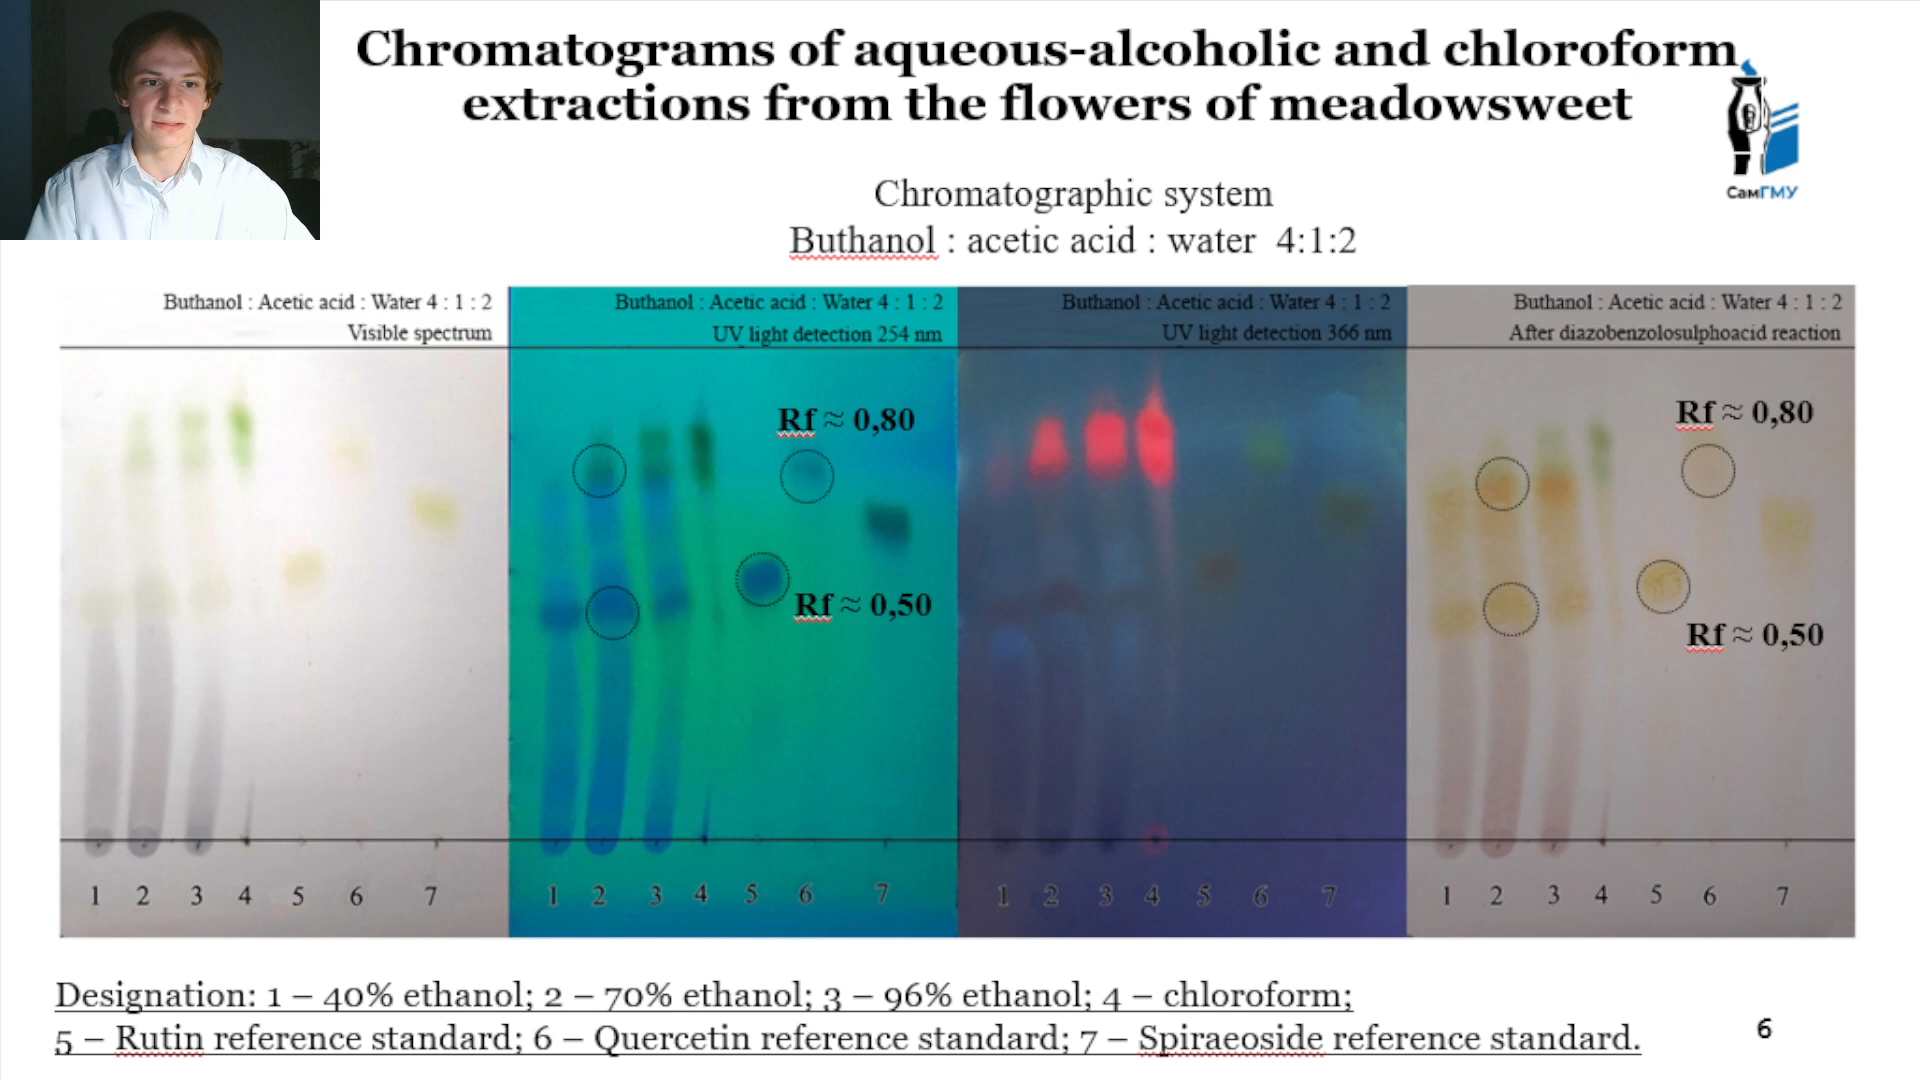 Chromatograms of aqueous-alcoholic and chloroform
extractions from the flowers of meadowsweet
СамГМУ
Chromatographic system
Buthanol : acetic acid : water 4:1:2
Buthanol : Acetic acid : Water 4 : 1 : 2
Visible spectrum
1 2 3 4 5 6 7
Buthanol : Acetic acid : Water 4 : 1 : 2
UV light detection 254 nm
Rf ≈ 0,80
Rf ≈ 0,50
1 2 3 4 5 6 7
Buthanol : Acetic acid : Water 4 : 1 : 2
UV light detection 366 nm
1 2 3 4 5 6 7
Buthanol : Acetic acid : Water 4 : 1 : 2
After diazobenzolosulphoacid reaction
Rf ≈ 0,80
Rf ≈ 0,50
1 2 3 4 5 6 7
Designation: 1 – 40% ethanol; 2 – 70% ethanol; 3 – 96% ethanol; 4 – chloroform;
5 – Rutin reference standard; 6 – Quercetin reference standard; 7 – Spiraeoside reference standard.
6